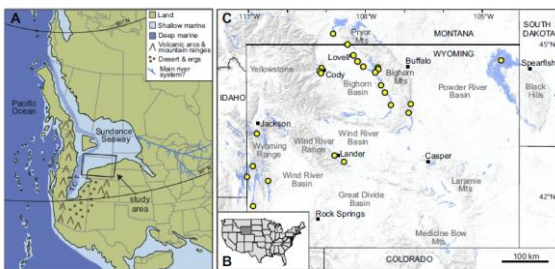 A
90°N
Land
Shallow marine
Deep marine
Volcanic arcs & mountain ranges
Desert & ergs
Main river system?
Pacific Ocean
Sundance Seaway
study area
30°N
C
111°W
108°W
105°W
SOUTH DAKOTA
MONTANA
45°N
WYOMING
Pryor Mts
Lovell
Buffalo
Spearfish
Yellowstone
Cody
Bighorn Mts
Bighorn Basin
Powder River Basin
Black Hills
IDAHO
Jackson
Wind River Basin
Wyoming Range
Wind River Range
Lander
Casper
Wind River Basin
Laramie Mts
Great Divide Basin
42°N
Rock Springs
Medicine Bow Mts
B
COLORADO
100 km